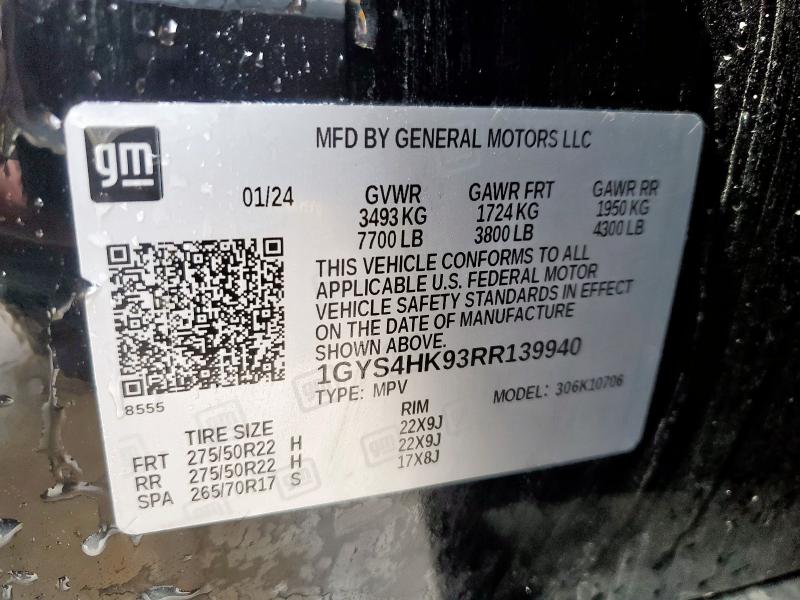 gm
MFD BY GENERAL MOTORS LLC
01/24
GVWR GAWR FRT GAWR RR
3493 KG 1724 KG 1950 KG
7700 LB 3800 LB 4300 LB
THIS VEHICLE CONFORMS TO ALL
APPLICABLE U.S. FEDERAL MOTOR
VEHICLE SAFETY STANDARDS IN EFFECT
ON THE DATE OF MANUFACTURE
SHOWN ABOVE.
1GYS4HK93RR139940
TYPE: MPV MODEL: 306K10706
8555
TIRE SIZE RIM
FRT 275/50R22 H 22X9J
RR 275/50R22 H 22X9J
SPA 265/70R17 S 17X8J